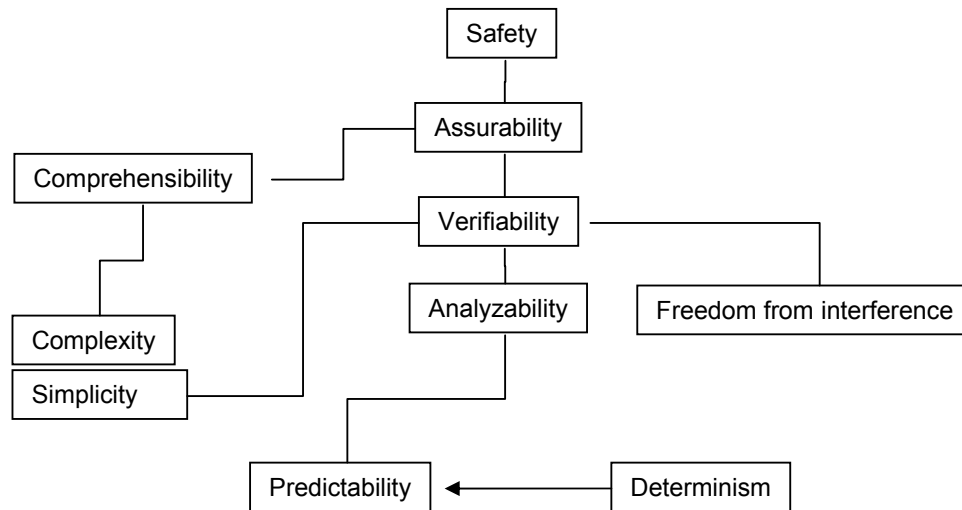 Safety
Assurability
Comprehensibility
Verifiability
Analyzability
Freedom from interference
Complexity
Simplicity
Predictability
Determinism